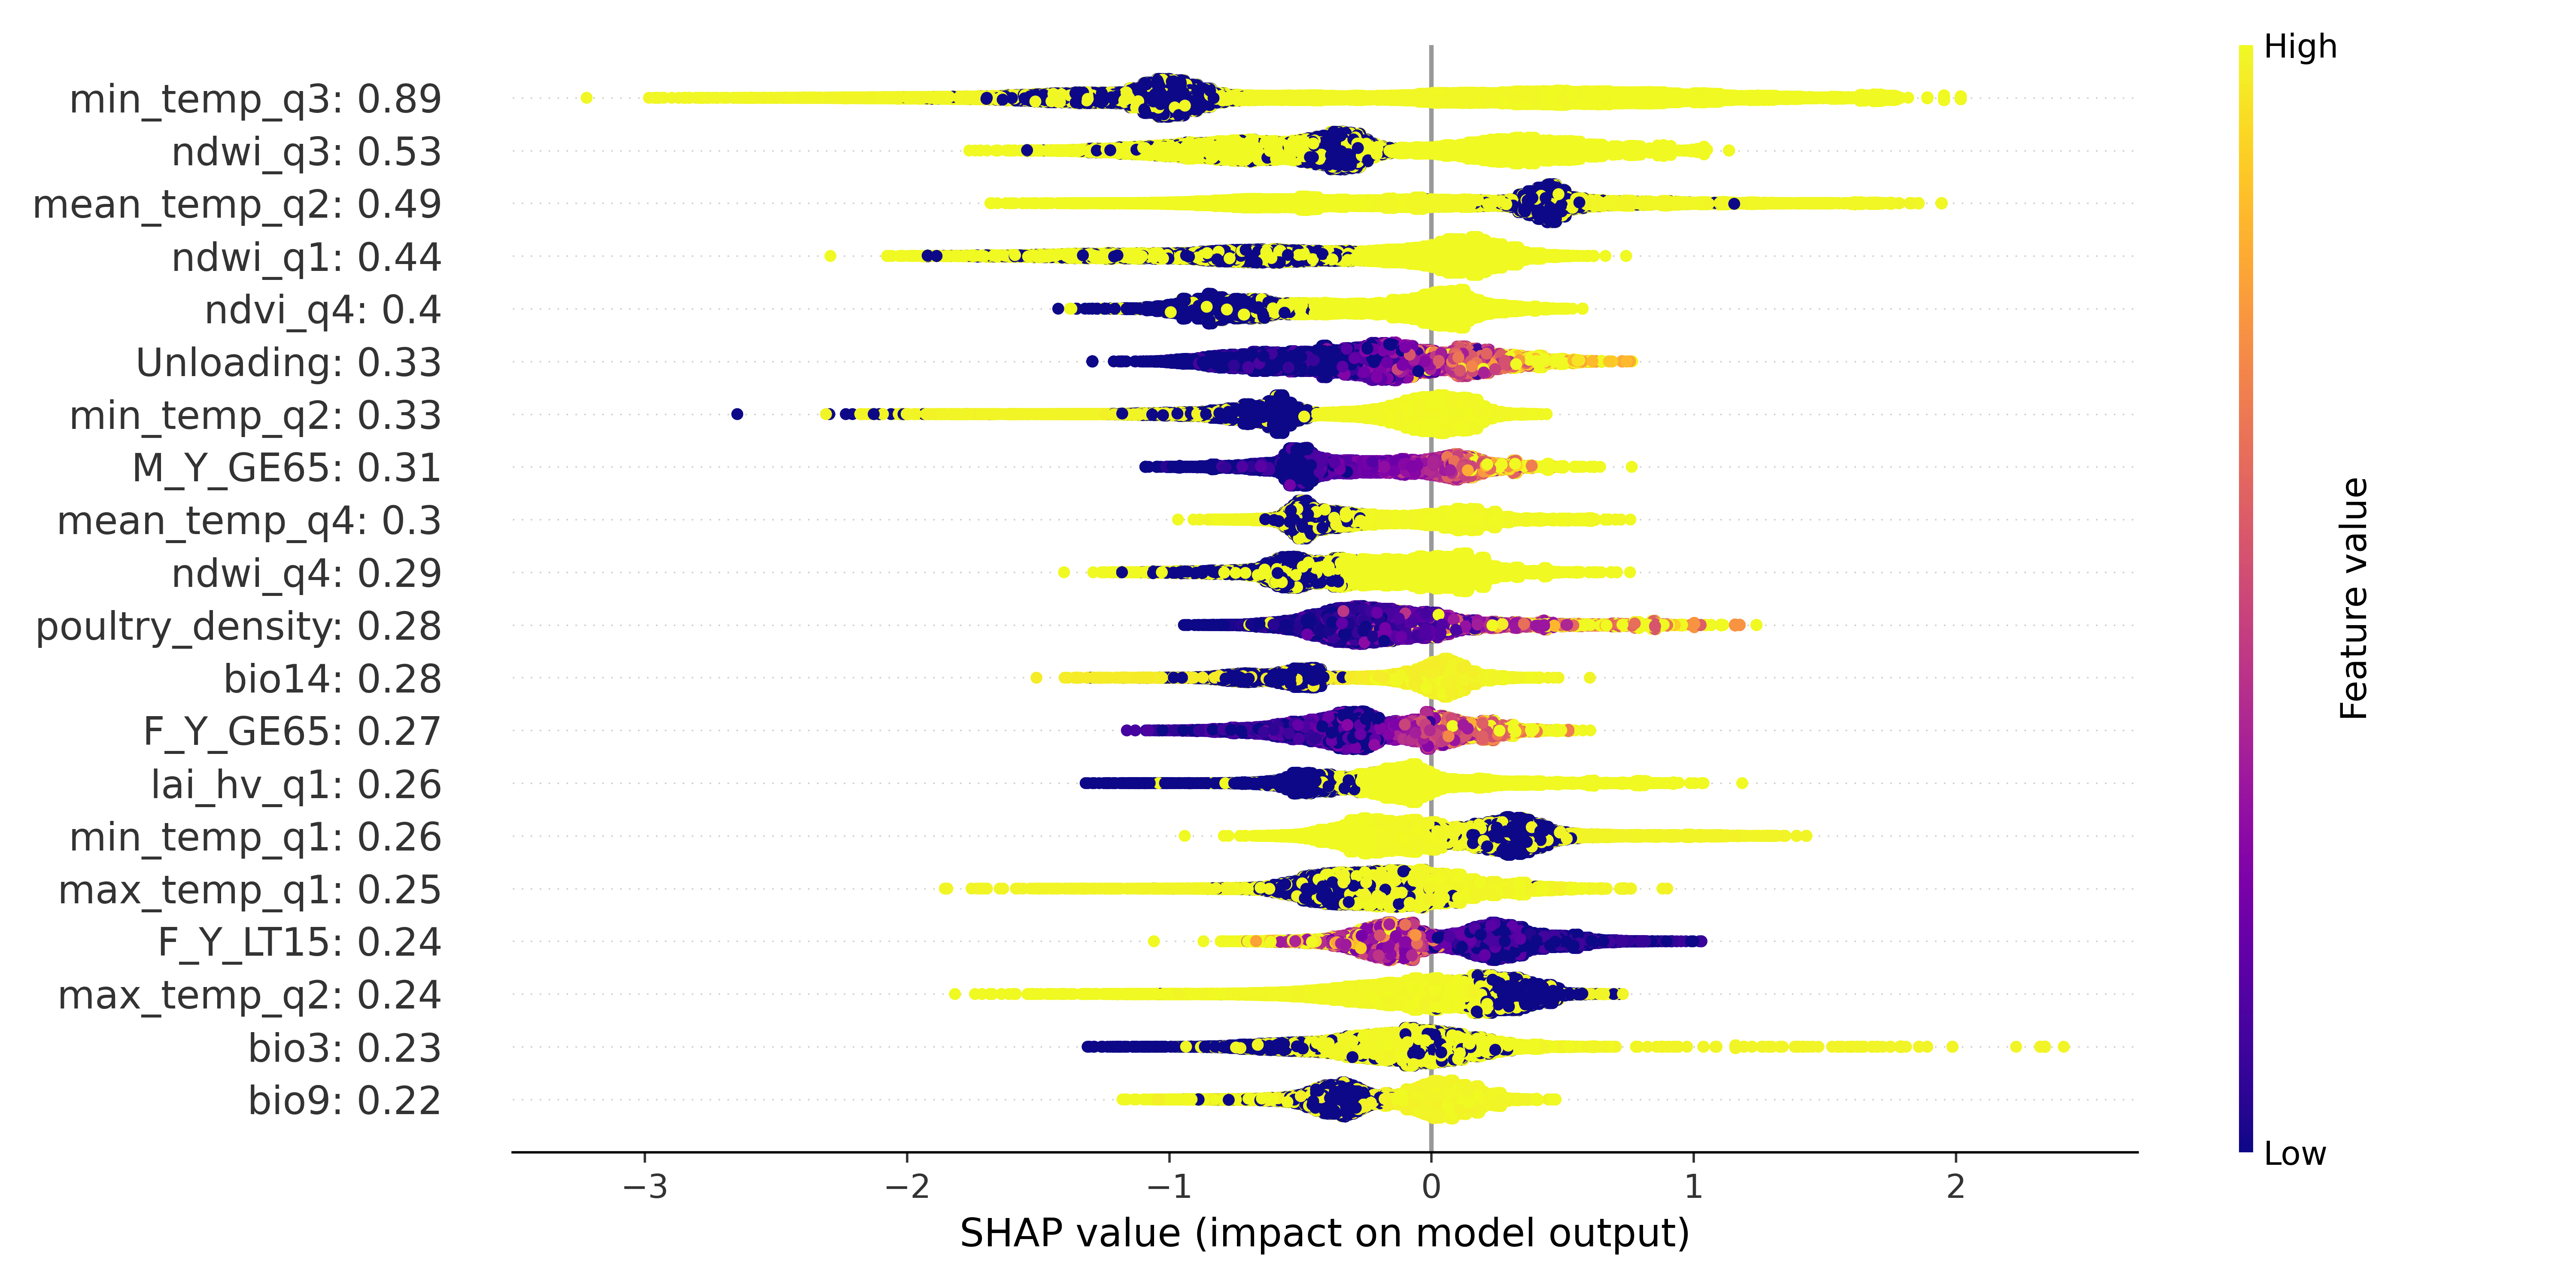 High
min_temp_q3: 0.89
ndwi_q3: 0.53
mean_temp_q2: 0.49
ndwi_q1: 0.44
ndvi_q4: 0.4
Unloading: 0.33
min_temp_q2: 0.33
M_Y_GE65: 0.31
mean_temp_q4: 0.3
ndwi_q4: 0.29
poultry_density: 0.28
bio14: 0.28
F_Y_GE65: 0.27
lai_hv_q1: 0.26
min_temp_q1: 0.26
max_temp_q1: 0.25
F_Y_LT15: 0.24
max_temp_q2: 0.24
bio3: 0.23
bio9: 0.22
Feature value
Low
−3 −2 −1 0 1 2
SHAP value (impact on model output)